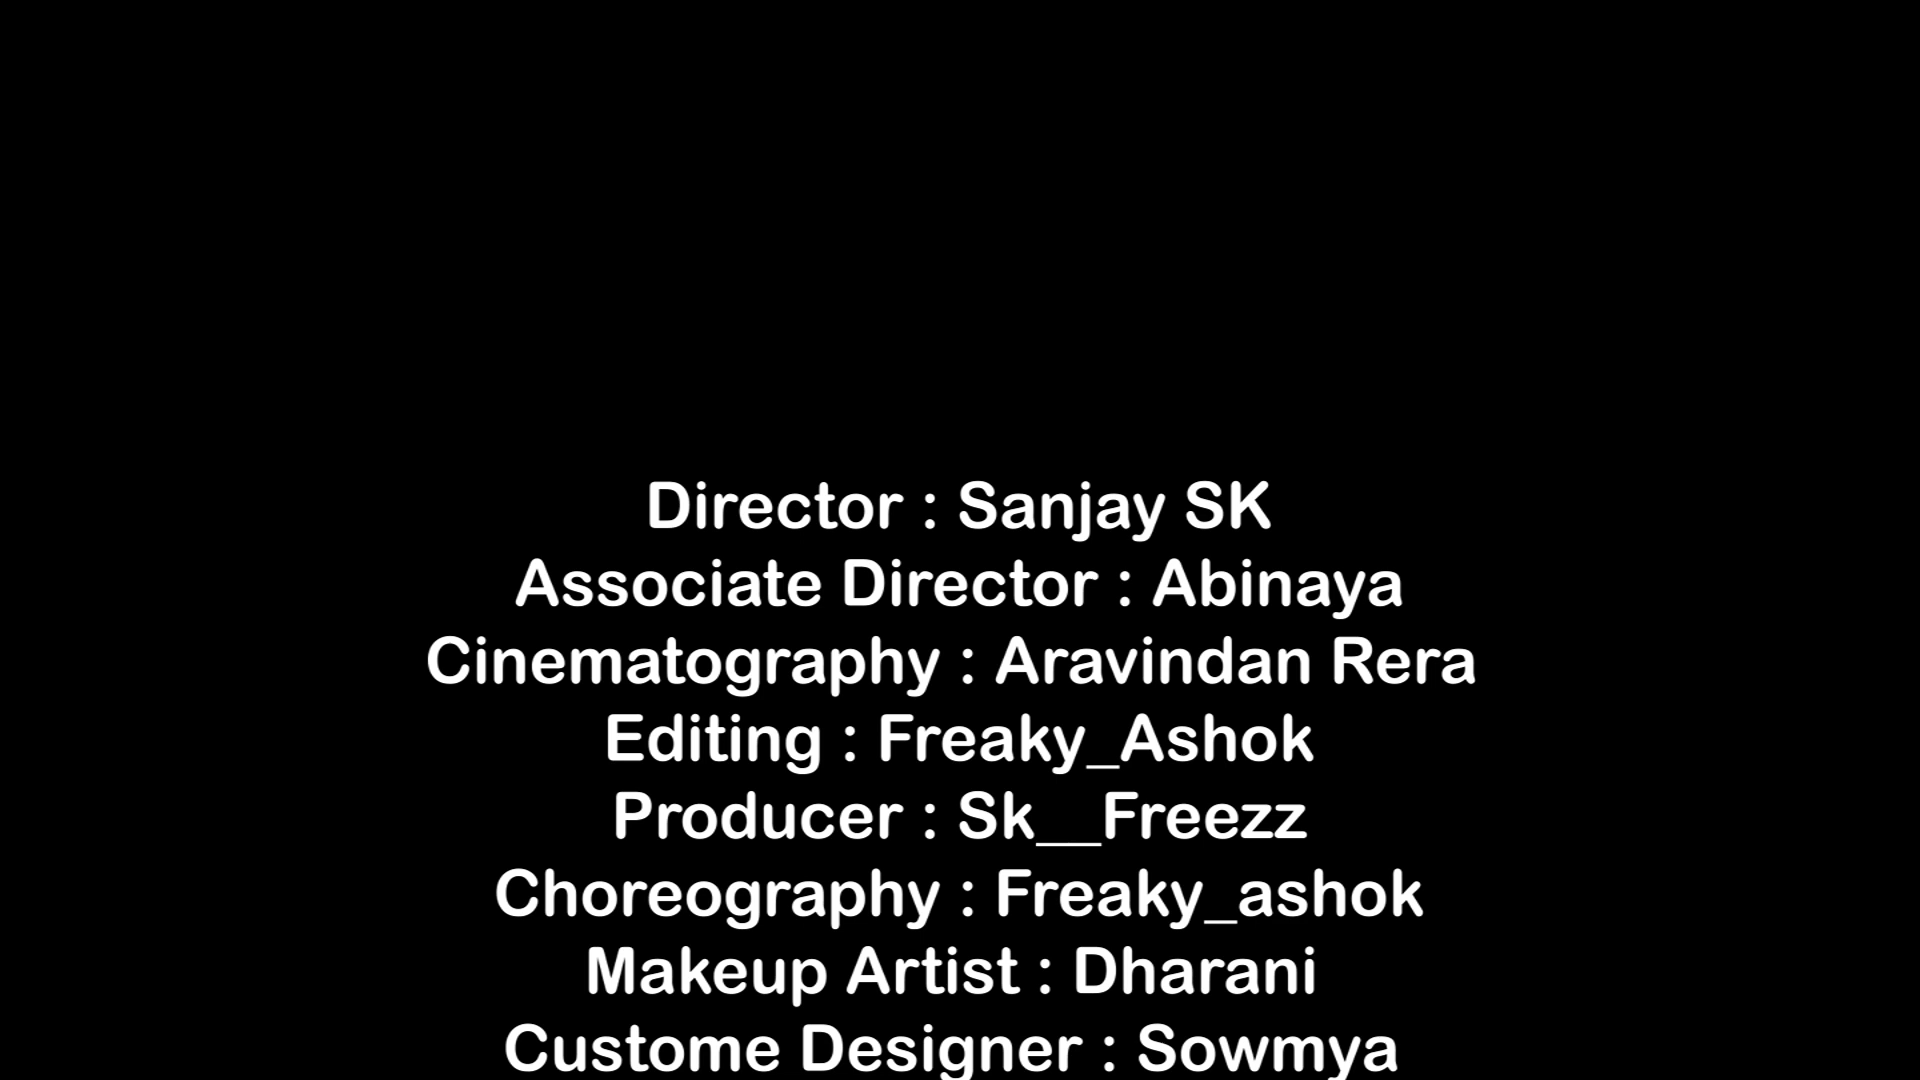 Director : Sanjay SK
Associate Director : Abinaya
Cinematography : Aravindan Rera
Editing : Freaky_Ashok
Producer : Sk__Freezz
Choreography : Freaky_ashok
Makeup Artist : Dharani
Custome Designer : Sowmya